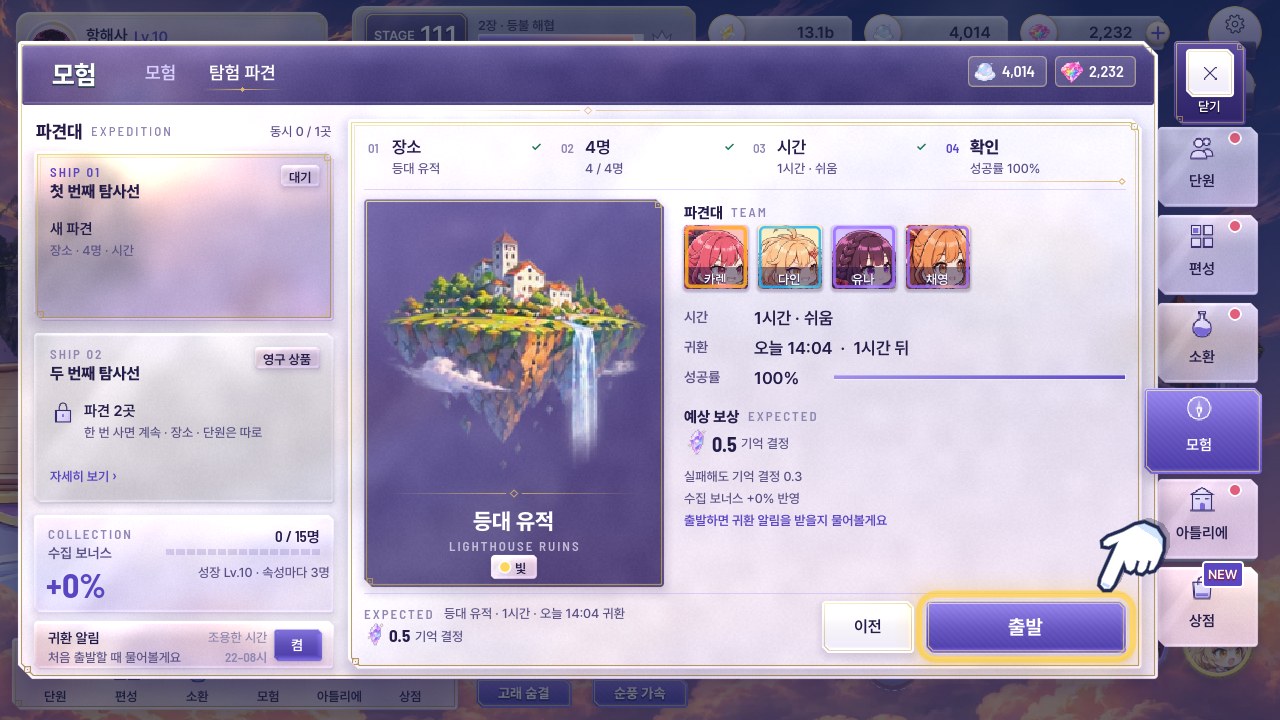 항해사 Lv.10
STAGE 111
2장 · 등불 해협
13.1b
4,014
2,232
모험
모험
탐험 파견
4,014
2,232
닫기
파견대 EXPEDITION
동시 0 / 1곳
SHIP 01
첫 번째 탐사선
대기
새 파견
장소 · 4명 · 시간
SHIP 02
두 번째 탐사선
영구 상품
파견 2곳
한 번 사면 계속 · 장소 · 단원은 따로
자세히 보기 ›
COLLECTION
수집 보너스
+0%
0 / 15명
성장 Lv.10 · 속성마다 3명
귀환 알림
처음 출발할 때 물어볼게요
조용한 시간
22–08시
켬
01 장소
등대 유적
02 4명
4 / 4명
03 시간
1시간 · 쉬움
04 확인
성공률 100%
등대 유적
LIGHTHOUSE RUINS
빛
파견대 TEAM
카렌
다인
유나
채영
시간 1시간 · 쉬움
귀환 오늘 14:04 · 1시간 뒤
성공률 100%
예상 보상 EXPECTED
0.5 기억 결정
실패해도 기억 결정 0.3
수집 보너스 +0% 반영
출발하면 귀환 알림을 받을지 물어볼게요
EXPECTED 등대 유적 · 1시간 · 오늘 14:04 귀환
0.5 기억 결정
이전
출발
단원
편성
소환
모험
아틀리에
NEW
상점
단원
편성
소환
모험
아틀리에
상점
고래 숨결
순풍 가속